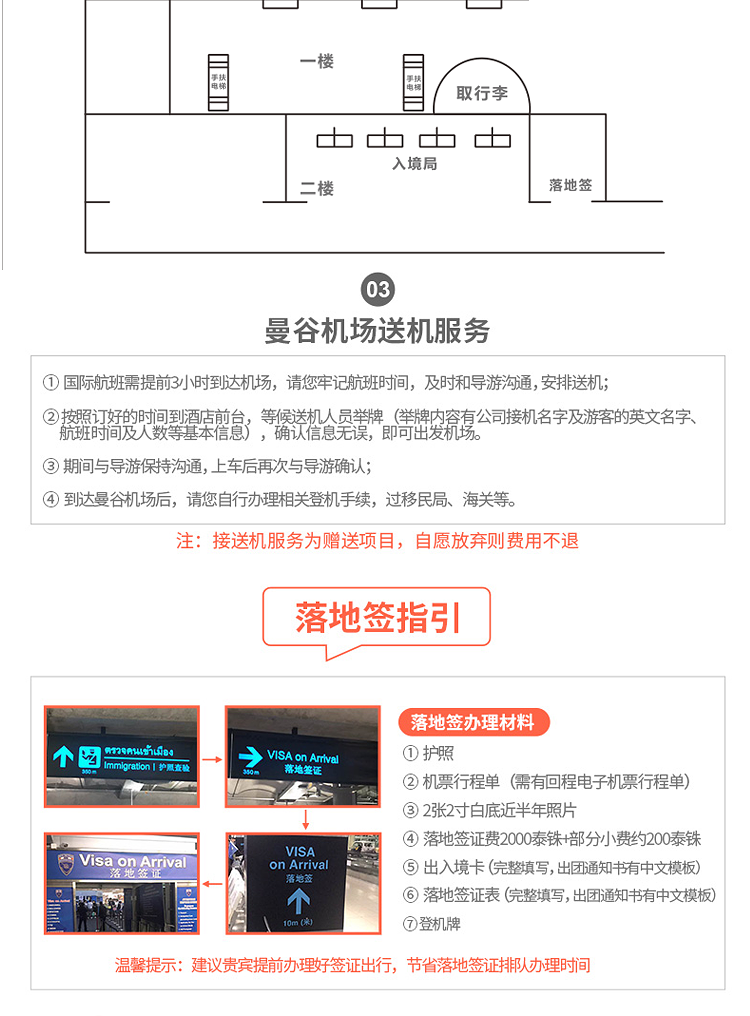 一楼
手扶
电梯
手扶
电梯
取行李
入境局
二楼
落地签
03
曼谷机场送机服务
① 国际航班需提前3小时到达机场，请您牢记航班时间，及时和导游沟通，安排送机；
② 按照订好的时间到酒店前台，等候送机人员举牌（举牌内容有公司接机名字及游客的英文名字、
航班时间及人数等基本信息），确认信息无误，即可出发机场。
③ 期间与导游保持沟通，上车后再次与导游确认；
④ 到达曼谷机场后，请您自行办理相关登机手续，过移民局、海关等。
注：接送机服务为赠送项目，自愿放弃则费用不退
落地签指引
ตรวจคนเข้าเมือง
Immigration | 护照查验
350 m
VISA on Arrival
落地签证
350 m
Visa on Arrival
落地签证
VISA
on Arrival
落地签
10m (米)
落地签办理材料
① 护照
② 机票行程单（需有回程电子机票行程单）
③ 2张2寸白底近半年照片
④ 落地签证费2000泰铢+部分小费约200泰铢
⑤ 出入境卡（完整填写，出团通知书有中文模板）
⑥ 落地签证表（完整填写，出团通知书有中文模板）
⑦ 登机牌
温馨提示：建议贵宾提前办理好签证出行，节省落地签证排队办理时间